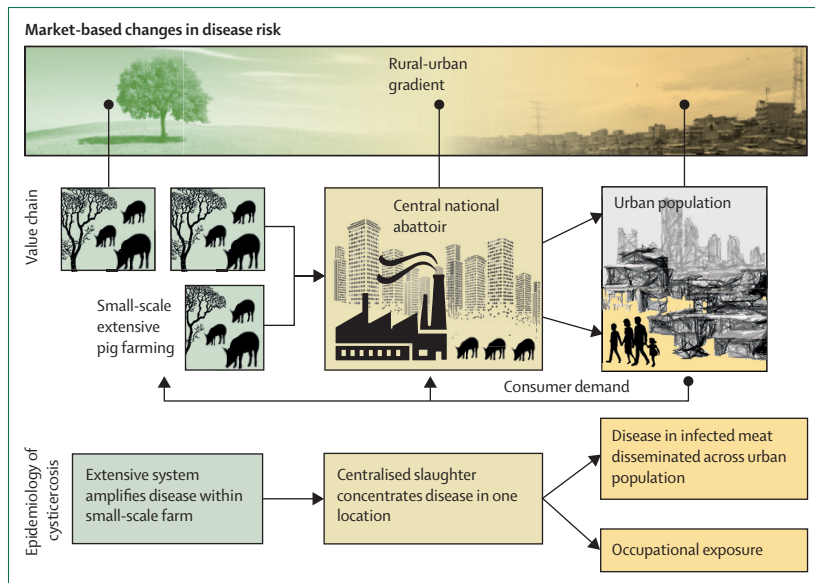 Market-based changes in disease risk
Rural-urban
gradient
Value chain
Small-scale
extensive
pig farming
Central national
abattoir
Urban population
Consumer demand
Epidemiology of
cysticercosis
Extensive system
amplifies disease within
small-scale farm
Centralised slaughter
concentrates disease in one
location
Disease in infected meat
disseminated across urban
population
Occupational exposure